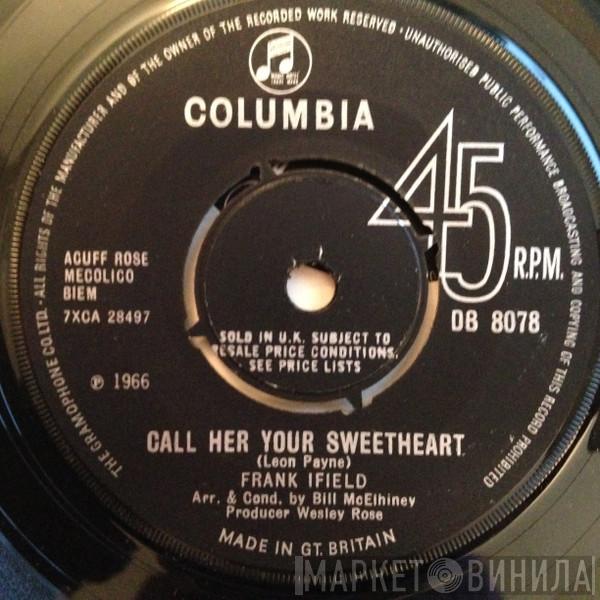 THE GRAMOPHONE CO. LTD. · ALL RIGHTS OF THE MANUFACTURER AND OF THE OWNER OF THE RECORDED WORK RESERVED · UNAUTHORISED PUBLIC PERFORMANCE BROADCASTING AND COPYING OF THIS RECORD PROHIBITED
COLUMBIA
45
R.P.M.
ACUFF ROSE
MECOLICO
BIEM
7XCA 28497
DB 8078
SOLD IN U.K. SUBJECT TO
RESALE PRICE CONDITIONS,
SEE PRICE LISTS
℗ 1966
CALL HER YOUR SWEETHEART
(Leon Payne)
FRANK IFIELD
Arr. & Cond. by Bill McElhiney
Producer Wesley Rose
MADE IN GT. BRITAIN
МАРКЕТ ВИНИЛА